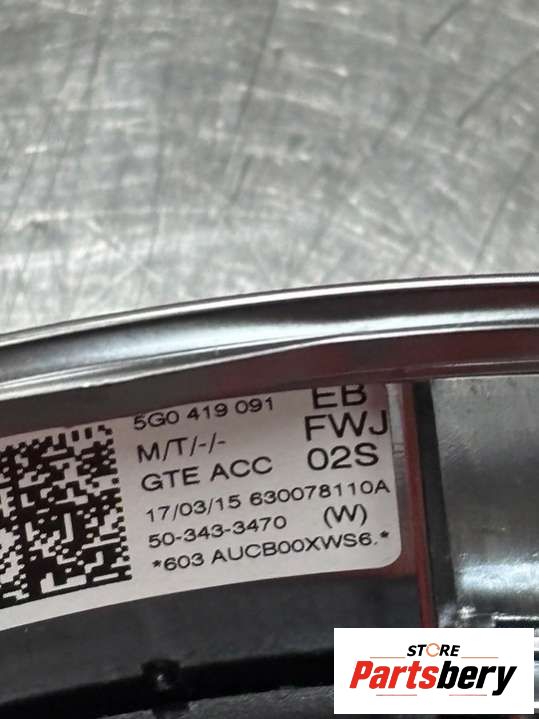 5G0 419 091 EB
M/T/-/- FWJ
GTE ACC 02S
17/03/15 630078110A
50-343-3470 (W)
*603 AUCB00XWS6.*
STORE
Partsbery